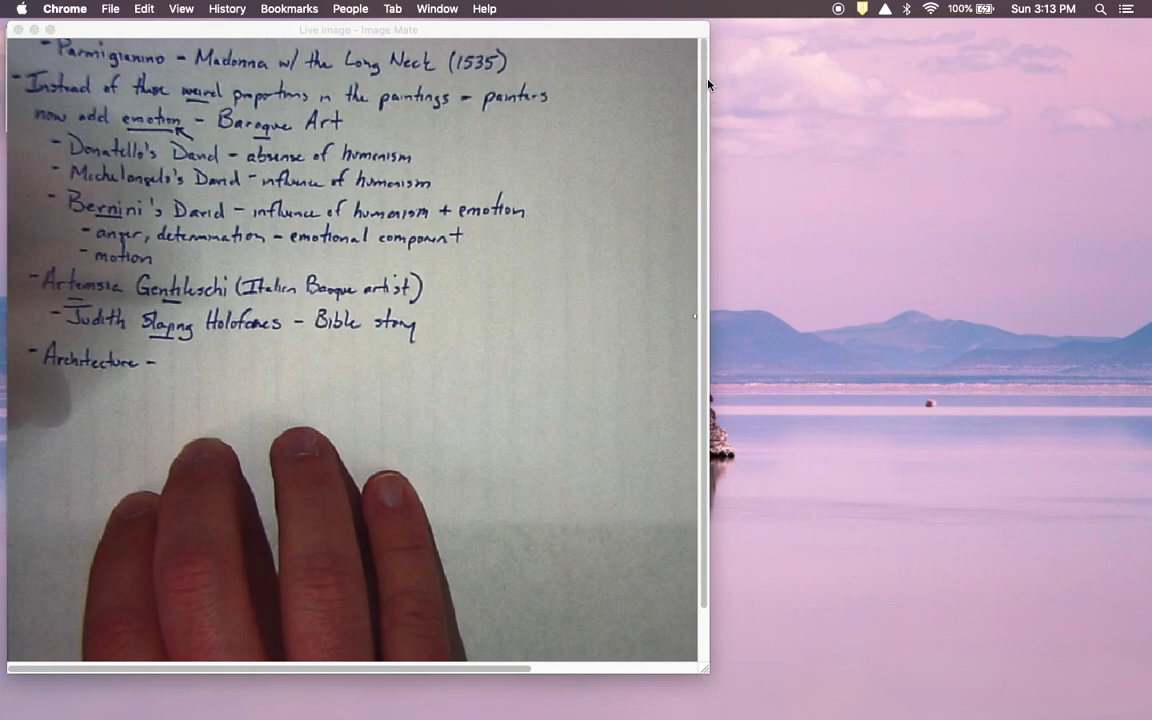 Chrome File Edit View History Bookmarks People Tab Window Help 100% Sun 3:13 PM
Live image - Image Mate
- Parmigianino - Madonna w/ the Long Neck (1535)
- Instead of these weird proportions in the paintings - painters
now add emotion - Baroque Art
- Donatello's David - absense of humanism
- Michelangelo's David - influence of humanism
- Bernini's David - influence of humanism + emotion
- anger, determination - emotional component
- motion
- Artemsia Gentileschi (Italian Baroque artist)
- Judith Slaying Holofernes - Bible story
- Architecture -